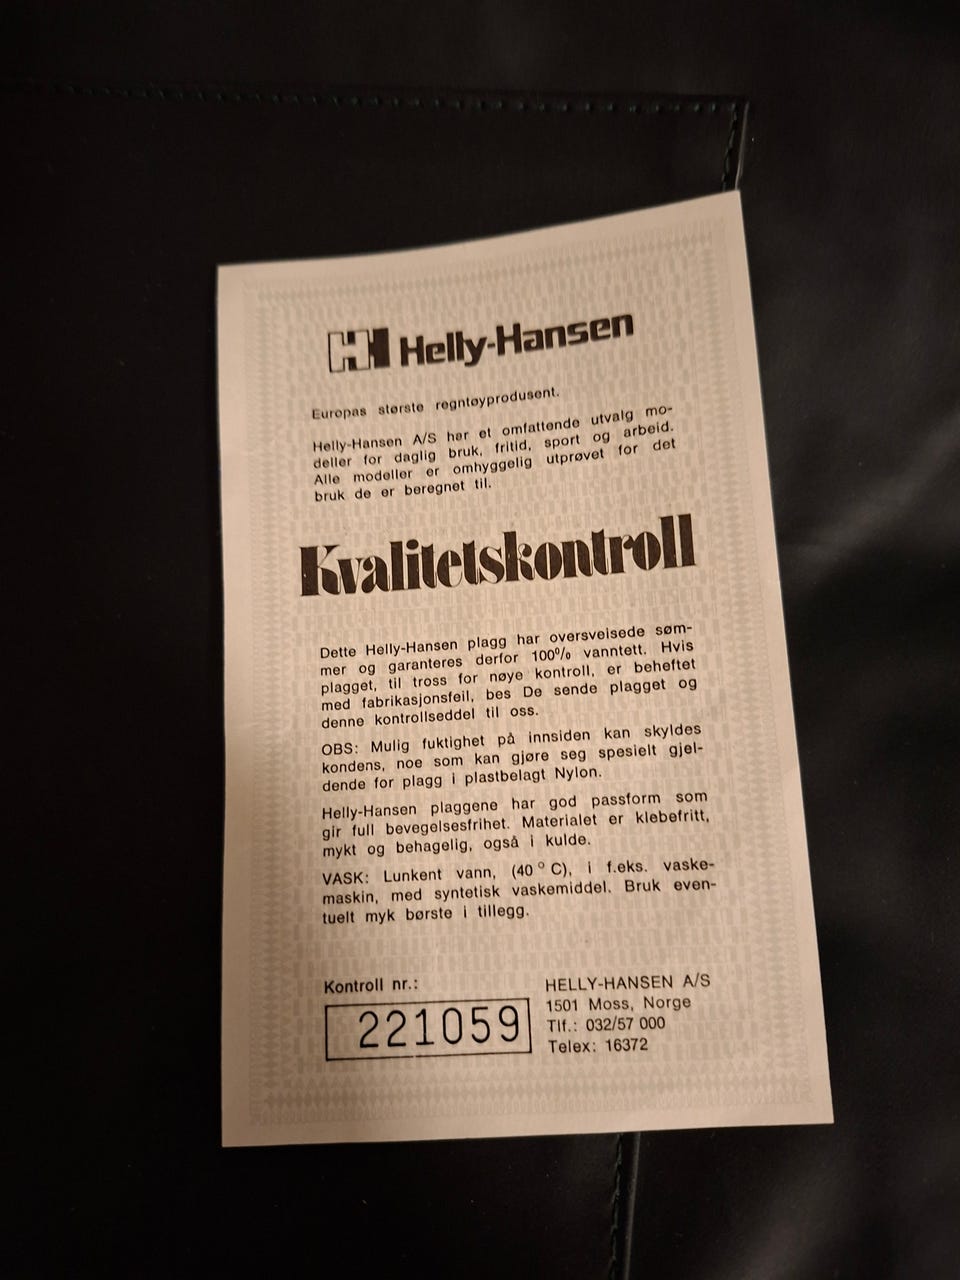 Helly-Hansen
Europas største regntøyprodusent.
Helly-Hansen A/S har et omfattende utvalg mo-
deller for daglig bruk, fritid, sport og arbeid.
Alle modeller er omhyggelig utprøvet for det
bruk de er beregnet til.
Kvalitetskontroll
Dette Helly-Hansen plagg har oversveisede søm-
mer og garanteres derfor 100% vanntett. Hvis
plagget, til tross for nøye kontroll, er beheftet
med fabrikasjonsfeil, bes De sende plagget og
denne kontrollseddel til oss.
OBS: Mulig fuktighet på innsiden kan skyldes
kondens, noe som kan gjøre seg spesielt gjel-
dende for plagg i plastbelagt Nylon.
Helly-Hansen plaggene har god passform som
gir full bevegelsesfrihet. Materialet er klebefritt,
mykt og behagelig, også i kulde.
VASK: Lunkent vann, (40 °C), i f.eks. vaske-
maskin, med syntetisk vaskemiddel. Bruk even-
tuelt myk børste i tillegg.
Kontroll nr.:
221059
HELLY-HANSEN A/S
1501 Moss, Norge
Tlf.: 032/57 000
Telex: 16372